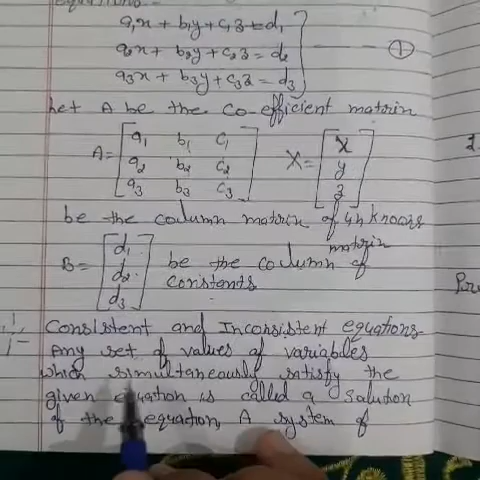 Equations -
a₁x + b₁y + c₁z = d₁
a₂x + b₂y + c₂z = d₂ - - - - ①
a₃x + b₃y + c₃z = d₃
Let A be the co-efficient matrix
A = [a₁ b₁ c₁ X = [x
a₂ b₂ c₂ y
a₃ b₃ c₃] z]
be the column matrix of unknowns
matrix
B = [d₁ be the column of
d₂ constants
d₃]
Consistent and Inconsistent equations-
Any set of values of variables
which simultaneously satisfy the
given equation is called a solution
of the equation, A system of